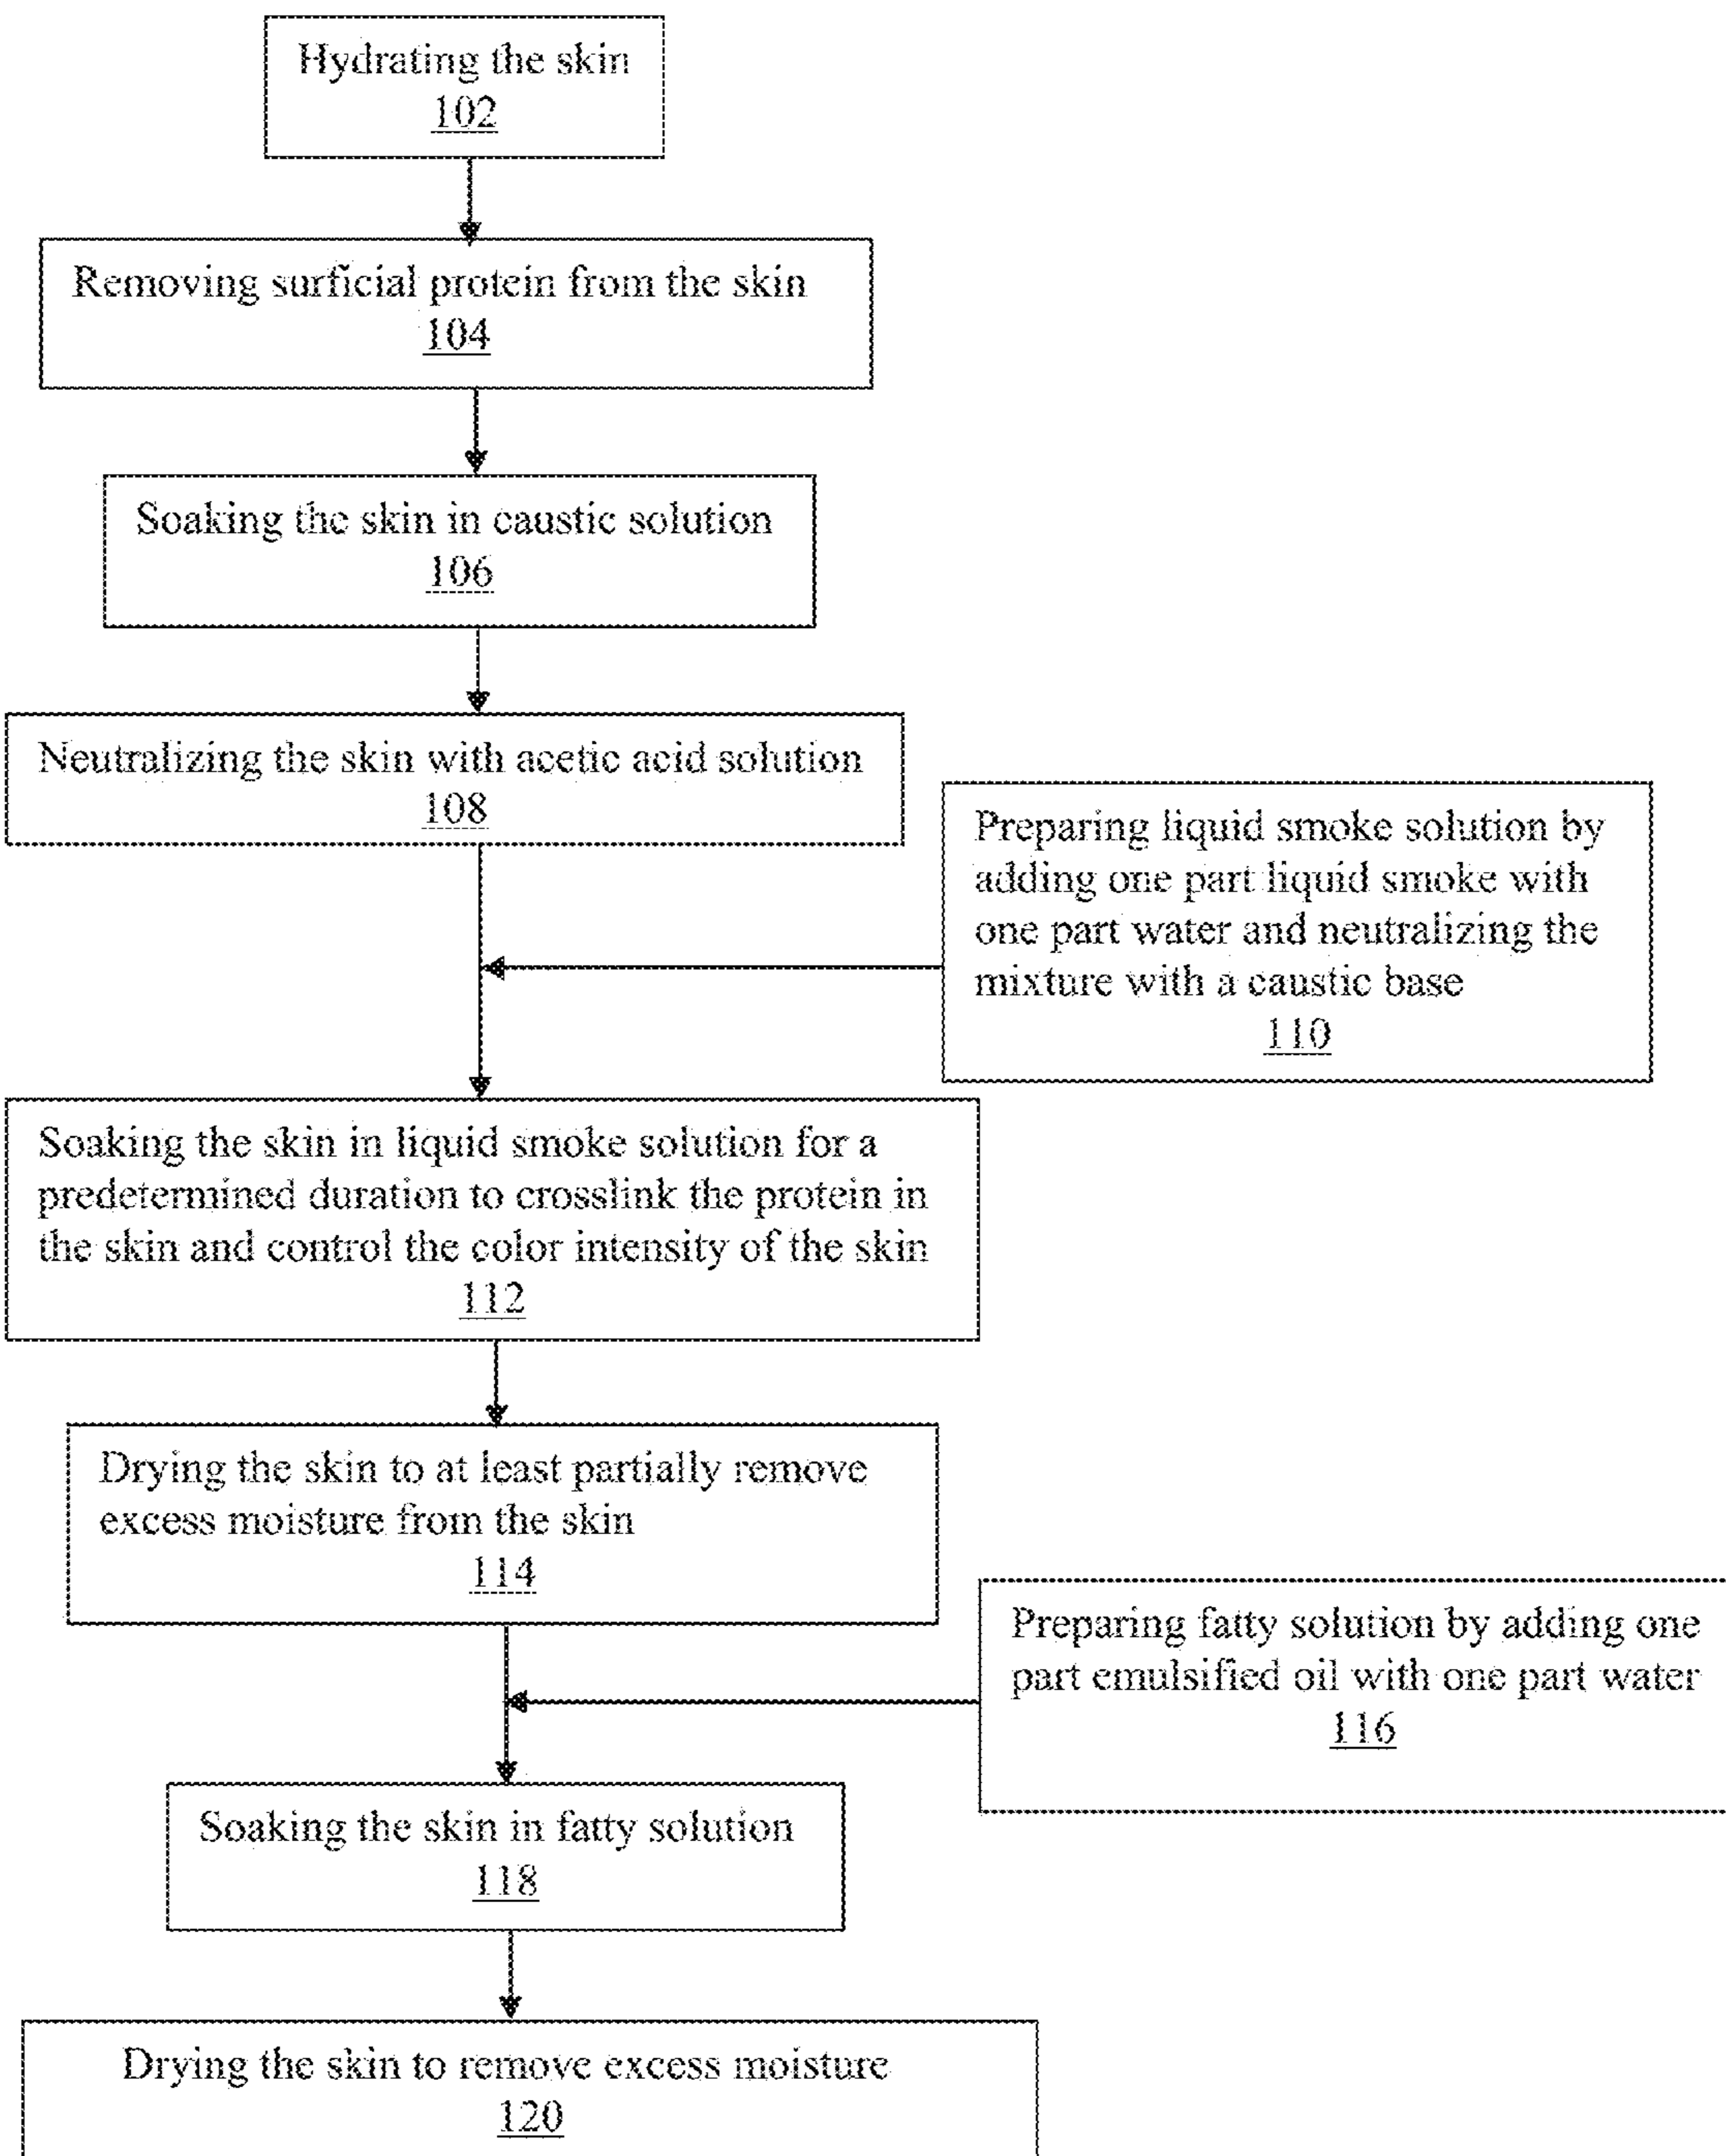 Hydrating the skin
102
Removing surficial protein from the skin
104
Soaking the skin in caustic solution
106
Neutralizing the skin with acetic acid solution
108
Preparing liquid smoke solution by
adding one part liquid smoke with
one part water and neutralizing the
mixture with a caustic base
110
Soaking the skin in liquid smoke solution for a
predetermined duration to crosslink the protein in
the skin and control the color intensity of the skin
112
Drying the skin to at least partially remove
excess moisture from the skin
114
Preparing fatty solution by adding one
part emulsified oil with one part water
116
Soaking the skin in fatty solution
118
Drying the skin to remove excess moisture
120